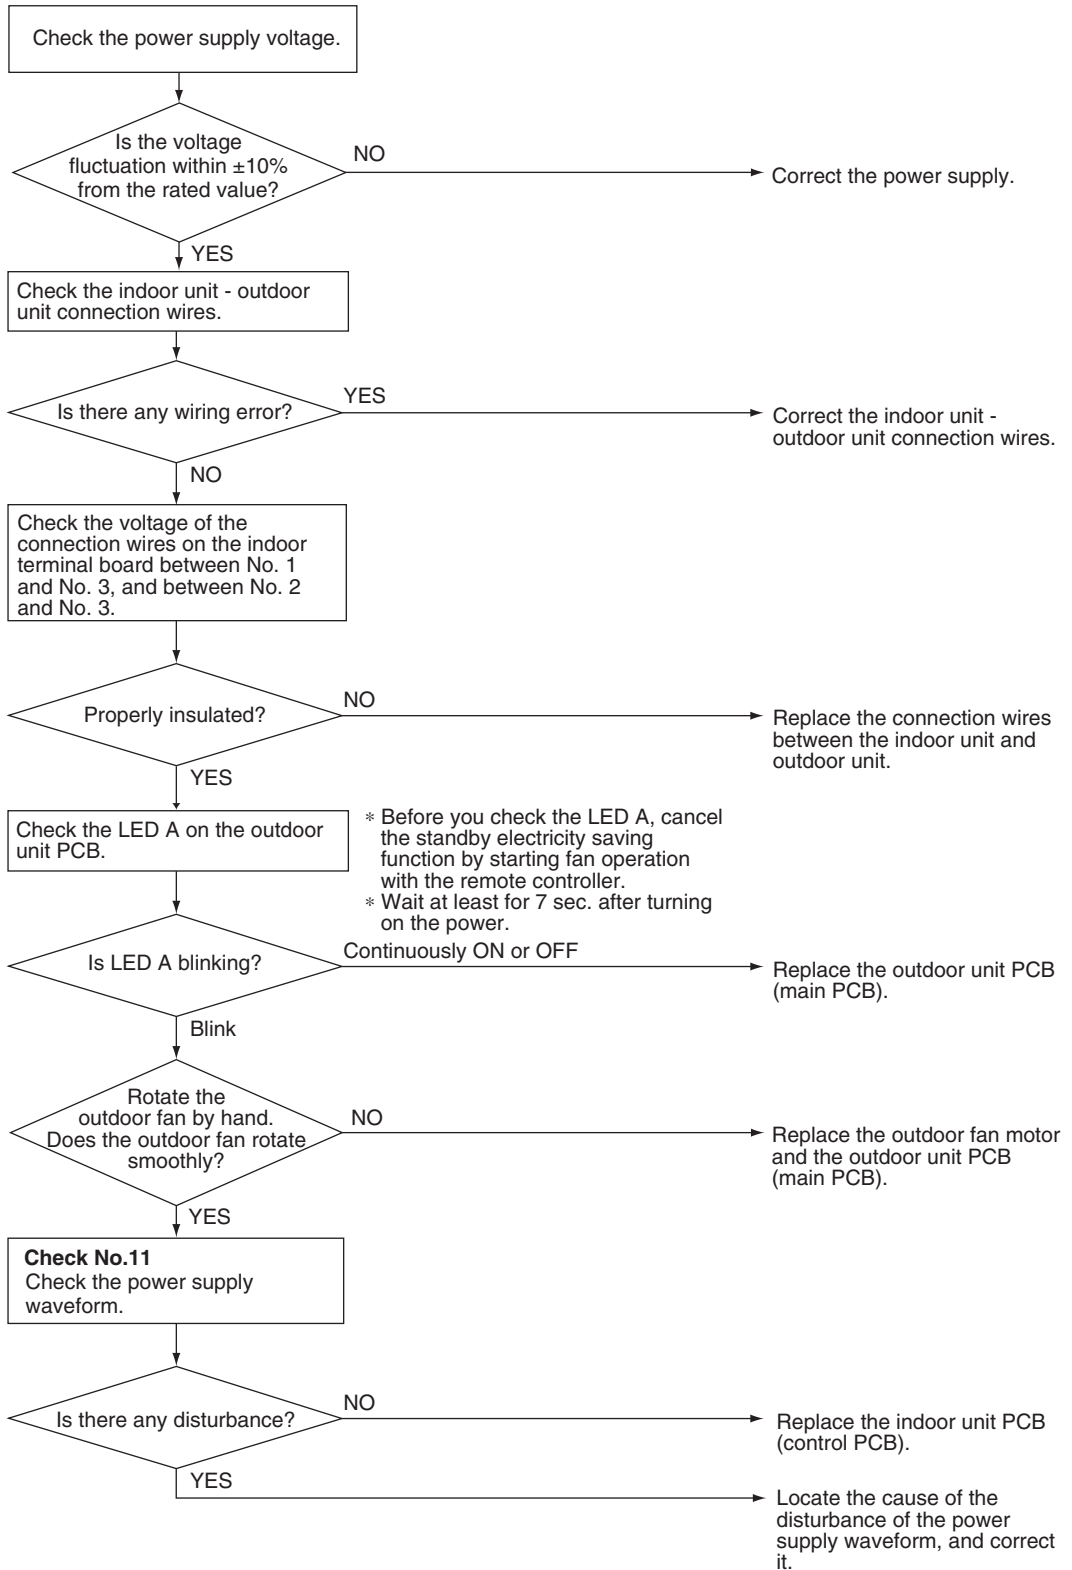 Check the power supply voltage.
Is the voltage
fluctuation within ±10%
from the rated value?
NO
Correct the power supply.
YES
Check the indoor unit - outdoor
unit connection wires.
Is there any wiring error?
YES
Correct the indoor unit -
outdoor unit connection wires.
NO
Check the voltage of the
connection wires on the indoor
terminal board between No. 1
and No. 3, and between No. 2
and No. 3.
Properly insulated?
NO
Replace the connection wires
between the indoor unit and
outdoor unit.
YES
Check the LED A on the outdoor
unit PCB.
* Before you check the LED A, cancel
the standby electricity saving
function by starting fan operation
with the remote controller.
* Wait at least for 7 sec. after turning
on the power.
Is LED A blinking?
Continuously ON or OFF
Replace the outdoor unit PCB
(main PCB).
Blink
Rotate the
outdoor fan by hand.
Does the outdoor fan rotate
smoothly?
NO
Replace the outdoor fan motor
and the outdoor unit PCB
(main PCB).
YES
Check No.11
Check the power supply
waveform.
Is there any disturbance?
NO
Replace the indoor unit PCB
(control PCB).
YES
Locate the cause of the
disturbance of the power
supply waveform, and correct
it.